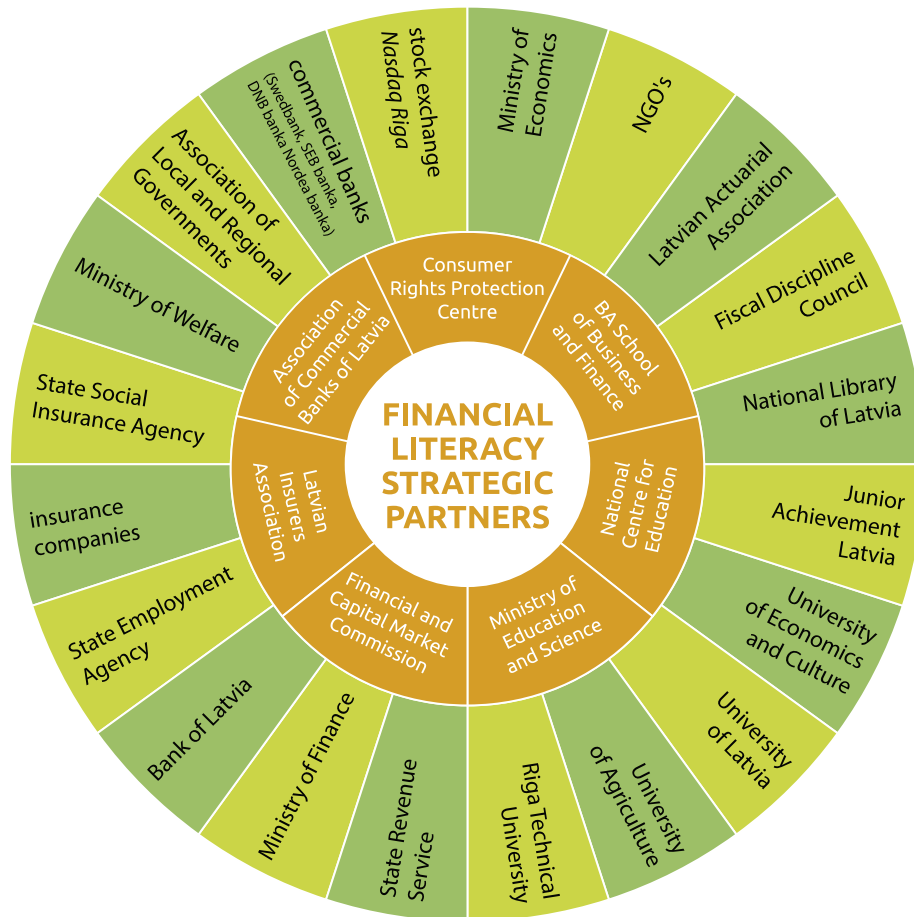 FINANCIAL
LITERACY
STRATEGIC
PARTNERS
Consumer
Rights Protection
Centre
BA School
of Business
and Finance
National
Centre for
Education
Ministry of
Education
and Science
Financial and
Capital Market
Commission
Latvian
Insurers
Association
Association
of Commercial
Banks of Latvia
Ministry of
Economics
NGO's
Latvian Actuarial
Association
Fiscal Discipline
Council
National Library
of Latvia
Junior
Achievement
Latvia
University
of Economics
and Culture
University
of Latvia
University
of Agriculture
Riga Technical
University
State Revenue
Service
Ministry of Finance
Bank of Latvia
State Employment
Agency
insurance
companies
State Social
Insurance Agency
Ministry of Welfare
Association of
Local and Regional
Governments
commercial banks
(Swedbank, SEB banka,
DNB banka Nordea banka)
stock exchange
Nasdaq Riga